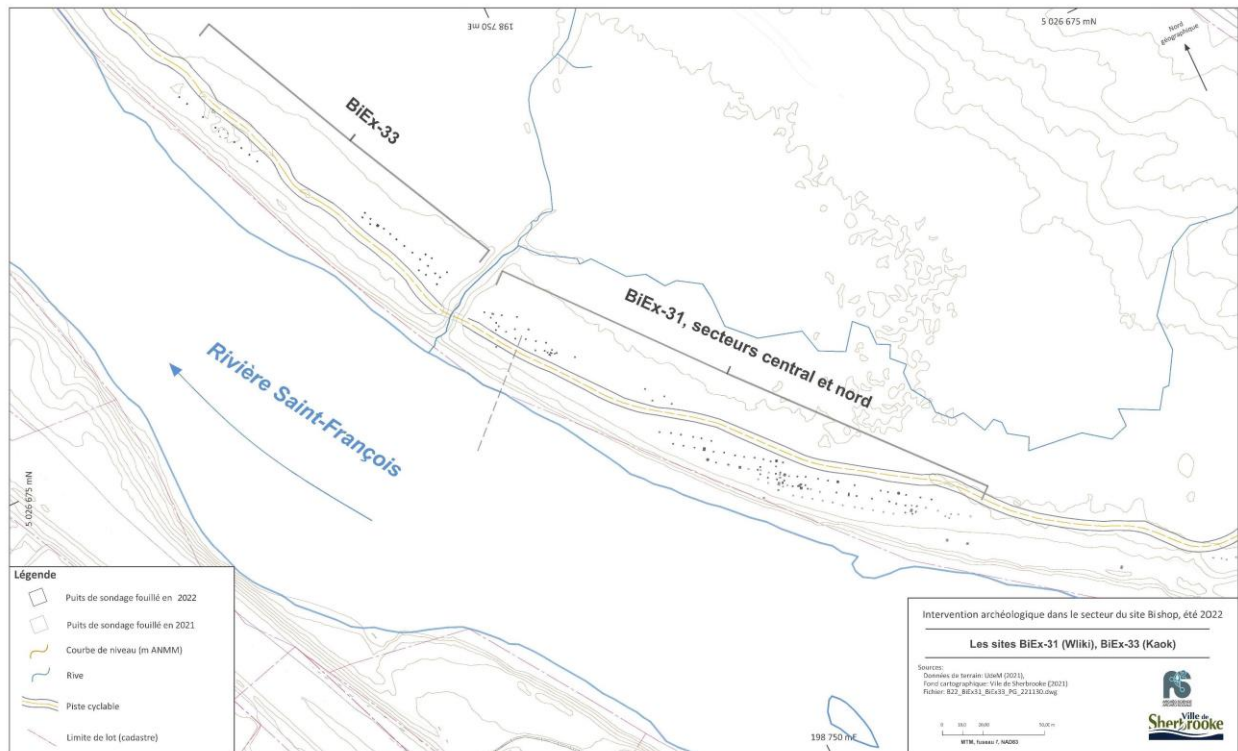 198 750 mE
5 026 675 mN
Nord
géographique
BiEx-33
BiEx-31, secteurs central et nord
Rivière Saint-François
5 026 675 mN
Légende
Puits de sondage fouillé en 2022
Puits de sondage fouillé en 2021
Courbe de niveau (m ANMM)
Rive
Piste cyclable
Limite de lot (cadastre)
198 750 mE
Intervention archéologique dans le secteur du site Bishop, été 2022
Les sites BiEx-31 (Wliki), BiEx-33 (Kaok)
Sources:
Données de terrain: UdeM (2021),
Fond cartographique: Ville de Sherbrooke (2021)
Fichier: B22_BiEx31_BiEx33_PG_221130.dwg
0
50,00 m
MTM, fuseau 7, NAD83
Ville de
Sherbrooke